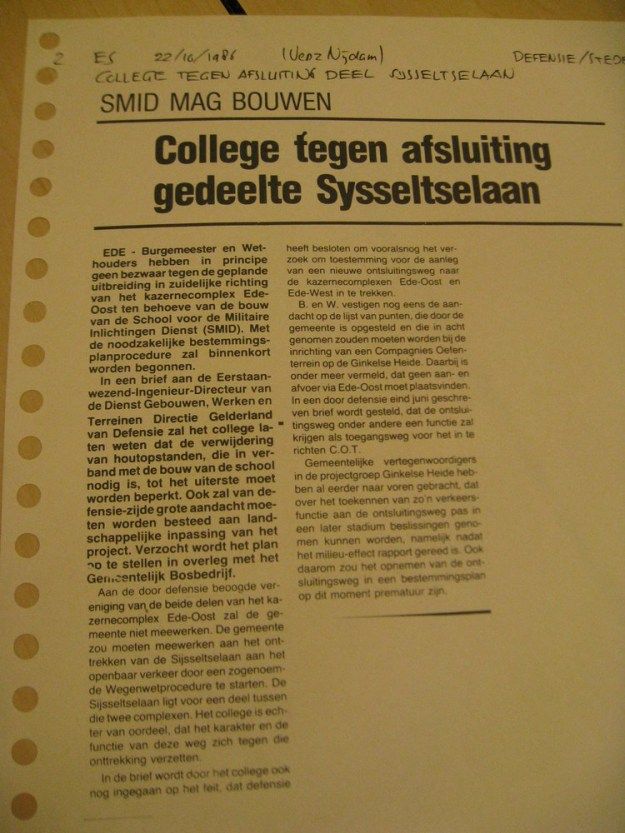 2 ES 22/10/1986 (Verz Nijdam) DEFENSIE/STEDE
COLLEGE TEGEN AFSLUITING DEEL SYSSELTSELAAN
SMID MAG BOUWEN
College tegen afsluiting
gedeelte Sysseltselaan
EDE - Burgemeester en Wet-
houders hebben in principe
geen bezwaar tegen de geplande
uitbreiding in zuidelijke richting
van het kazernecomplex Ede-
Oost ten behoeve van de bouw
van de School voor de Militaire
Inlichtingen Dienst (SMID). Met
de noodzakelijke bestemmings-
planprocedure zal binnenkort
worden begonnen.
In een brief aan de Eerstaan-
wezend-Ingenieur-Directeur van
de Dienst Gebouwen, Werken en
Terreinen Directie Gelderland
van Defensie zal het college la-
ten weten dat de verwijdering
van houtopstanden, die in ver-
band met de bouw van de school
nodig is, tot het uiterste moet
worden beperkt. Ook zal van de-
fensie-zijde grote aandacht moe-
ten worden besteed aan land-
schappelijke inpassing van het
project. Verzocht wordt het plan
op te stellen in overleg met het
Gemeentelijk Bosbedrijf.
Aan de door defensie beoogde ver-
eniging van de beide delen van het ka-
zernecomplex Ede-Oost zal de ge-
meente niet meewerken. De gemeente
zou moeten meewerken aan het ont-
trekken van de Sijsseltselaan aan het
openbaar verkeer door een zogenoem-
de Wegenwetprocedure te starten. De
Sijsseltselaan ligt voor een deel tussen
die twee complexen. Het college is ech-
ter van oordeel, dat het karakter en de
functie van deze weg zich tegen die
onttrekking verzetten.
In de brief wordt door het college ook
nog ingegaan op het feit, dat defensie
heeft besloten om vooralsnog het ver-
zoek om toestemming voor de aanleg
van een nieuwe ontsluitingsweg naar
de kazernecomplexen Ede-Oost en
Ede-West in te trekken.
B. en W. vestigen nog eens de aan-
dacht op de lijst van punten, die door de
gemeente is opgesteld en die in acht
genomen zouden moeten worden bij de
inrichting van een Compagnies Oefen-
terrein op de Ginkelse Heide. Daarbij is
onder meer vermeld, dat geen aan- en
afvoer via Ede-Oost moet plaatsvinden.
In een door defensie eind juni geschre-
ven brief wordt gesteld, dat de ontslui-
tingsweg onder andere een functie zal
krijgen als toegangsweg voor het in te
richten C.O.T.
Gemeentelijke vertegenwoordigers
in de projectgroep Ginkelse Heide heb-
ben al eerder naar voren gebracht, dat
over het toekennen van zo'n verkeers-
functie aan de ontsluitingsweg pas in
een later stadium beslissingen geno-
men kunnen worden, namelijk nadat
het milieu-effect rapport gereed is. Ook
daarom zou het opnemen van de ont-
sluitingsweg in een bestemmingsplan
op dit moment prematuur zijn.